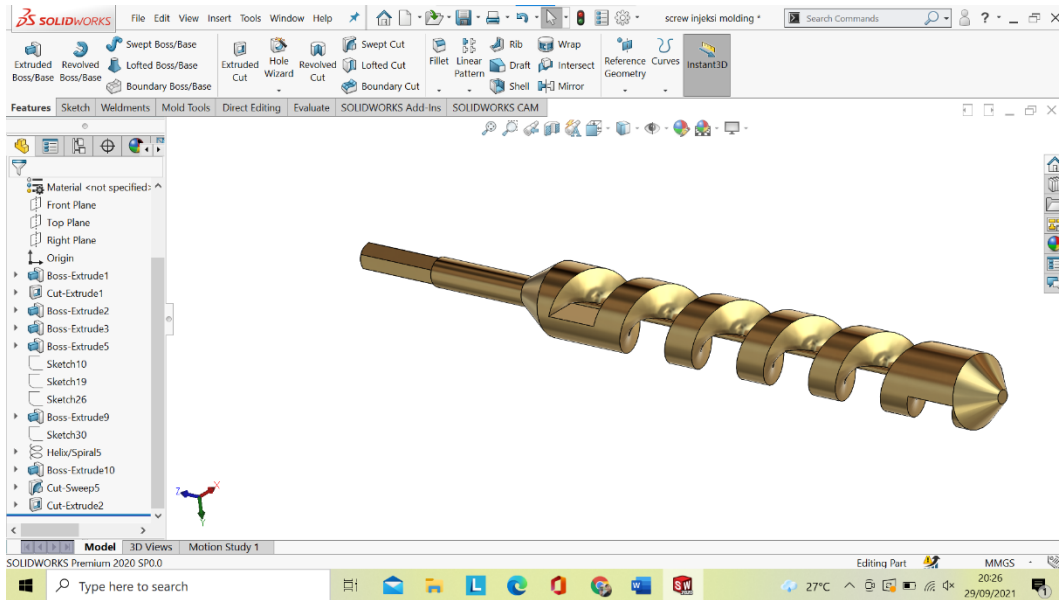 SOLIDWORKS File Edit View Insert Tools Window Help screw injeksi molding * Search Commands
Extruded Boss/Base
Revolved Boss/Base
Swept Boss/Base
Lofted Boss/Base
Boundary Boss/Base
Extruded Cut
Hole Wizard
Revolved Cut
Swept Cut
Lofted Cut
Boundary Cut
Fillet
Linear Pattern
Rib
Draft
Shell
Wrap
Intersect
Mirror
Reference Geometry
Curves
Instant3D
Features Sketch Weldments Mold Tools Direct Editing Evaluate SOLIDWORKS Add-Ins SOLIDWORKS CAM
Material <not specified>
Front Plane
Top Plane
Right Plane
Origin
Boss-Extrude1
Cut-Extrude1
Boss-Extrude2
Boss-Extrude3
Boss-Extrude5
Sketch10
Sketch19
Sketch26
Boss-Extrude9
Sketch30
Helix/Spiral5
Boss-Extrude10
Cut-Sweep5
Cut-Extrude2
Z X
Y
Model 3D Views Motion Study 1
SOLIDWORKS Premium 2020 SP0.0 Editing Part MMGS
Type here to search
27°C
20:26
29/09/2021